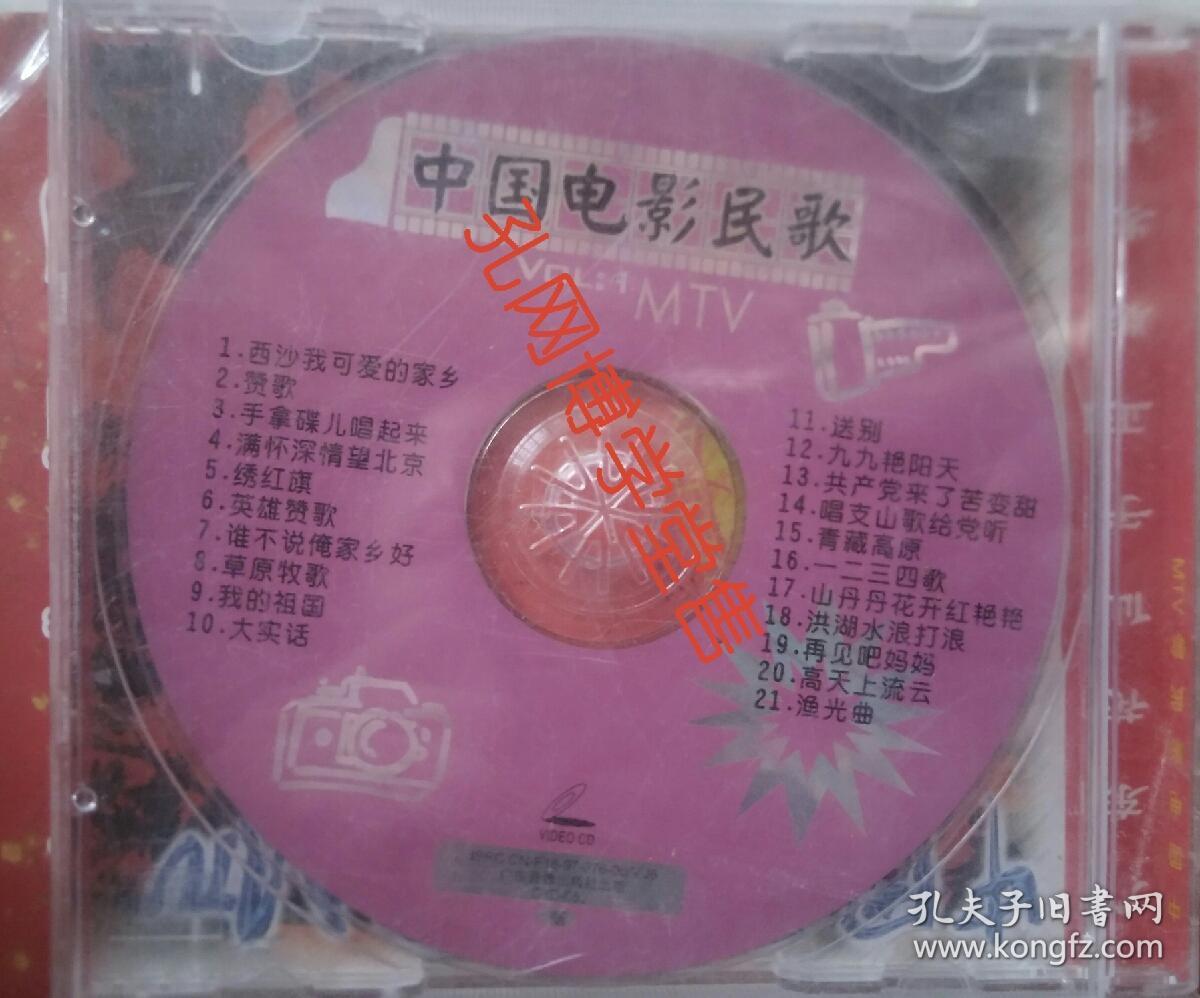 中国电影民歌
VOL:4 MTV
1.西沙我可爱的家乡
2.赞歌
3.手拿碟儿唱起来
4.满怀深情望北京
5.绣红旗
6.英雄赞歌
7.谁不说俺家乡好
8.草原牧歌
9.我的祖国
10.大实话
11.送别
12.九九艳阳天
13.共产党来了苦变甜
14.唱支山歌给党听
15.青藏高原
16.一二三四歌
17.山丹丹花开红艳艳
18.洪湖水浪打浪
19.再见吧妈妈
20.高天上流云
21.渔光曲
VIDEO CD
孔网博学堂售
孔夫子旧书网
www.kongfz.com